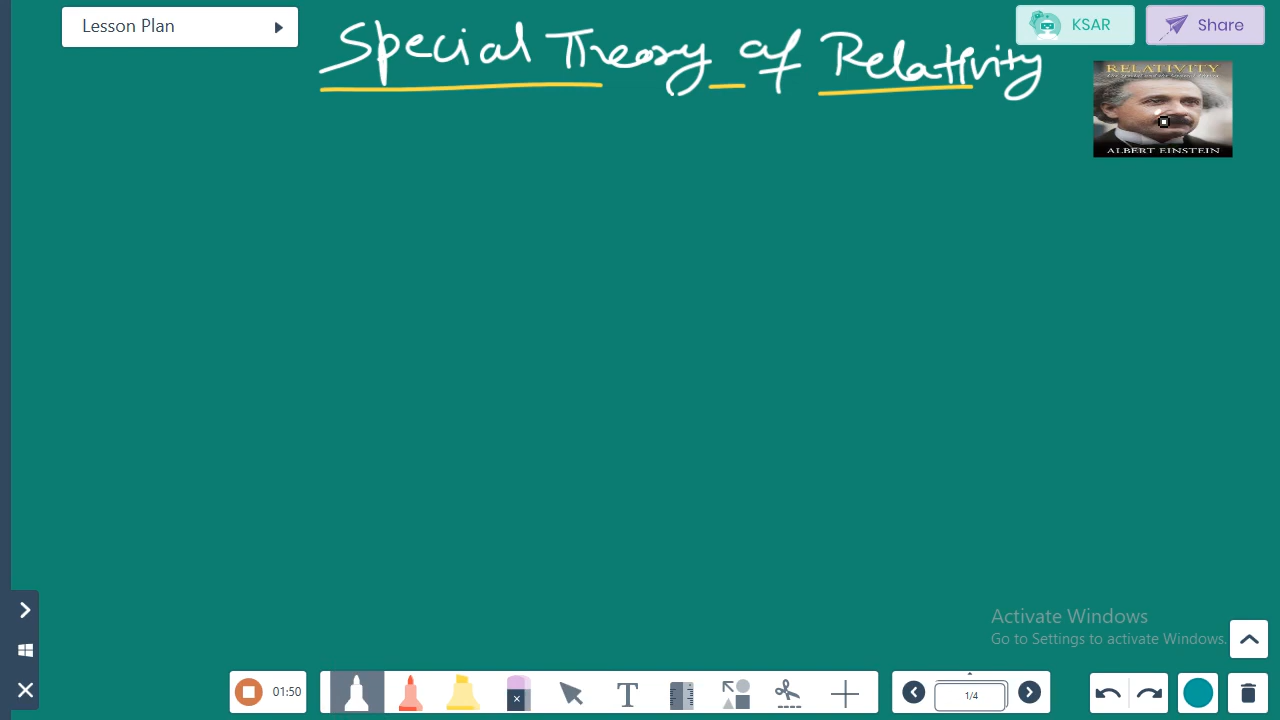 Lesson Plan
Special Theory of Relativity
KSAR
Share
RELATIVITY
ALBERT EINSTEIN
Activate Windows
Go to Settings to activate Windows.
01:50
T
1/4